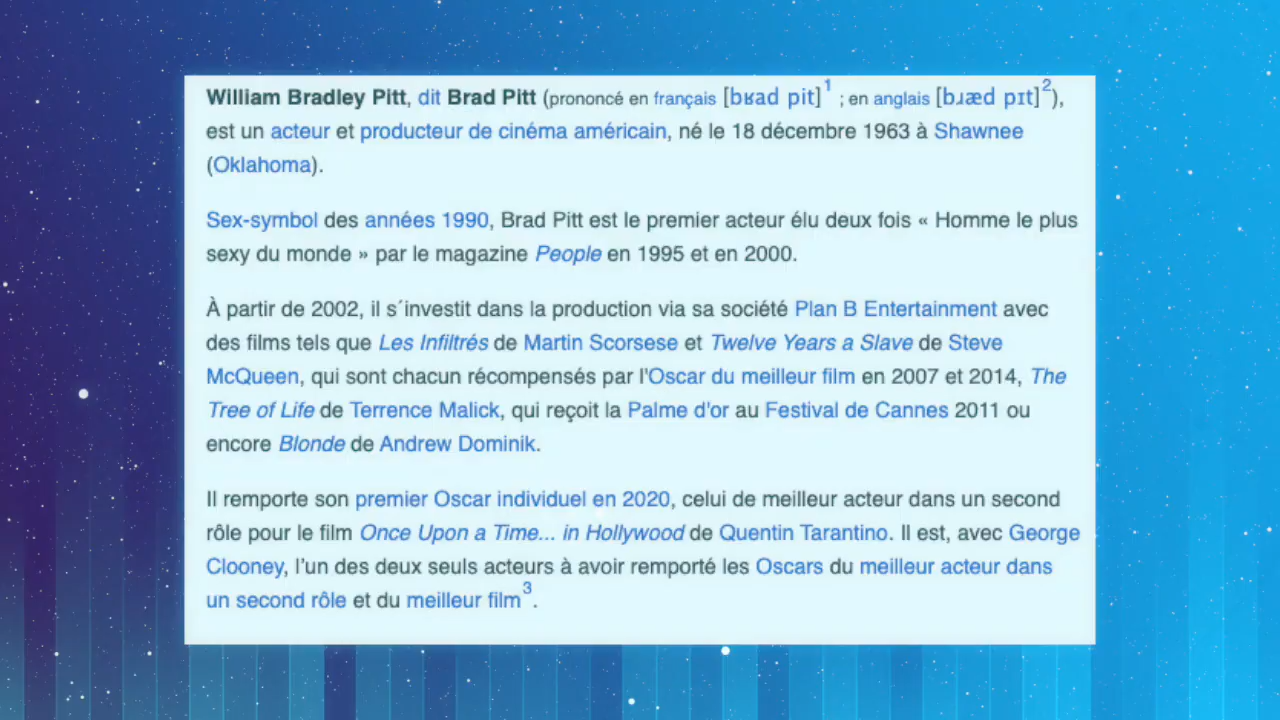 William Bradley Pitt, dit Brad Pitt (prononcé en français [bʁad pit]1 ; en anglais [bɹæd pɪt]2),
est un acteur et producteur de cinéma américain, né le 18 décembre 1963 à Shawnee
(Oklahoma).
Sex-symbol des années 1990, Brad Pitt est le premier acteur élu deux fois « Homme le plus
sexy du monde » par le magazine People en 1995 et en 2000.
À partir de 2002, il s´investit dans la production via sa société Plan B Entertainment avec
des films tels que Les Infiltrés de Martin Scorsese et Twelve Years a Slave de Steve
McQueen, qui sont chacun récompensés par l'Oscar du meilleur film en 2007 et 2014, The
Tree of Life de Terrence Malick, qui reçoit la Palme d'or au Festival de Cannes 2011 ou
encore Blonde de Andrew Dominik.
Il remporte son premier Oscar individuel en 2020, celui de meilleur acteur dans un second
rôle pour le film Once Upon a Time... in Hollywood de Quentin Tarantino. Il est, avec George
Clooney, l’un des deux seuls acteurs à avoir remporté les Oscars du meilleur acteur dans
un second rôle et du meilleur film3.